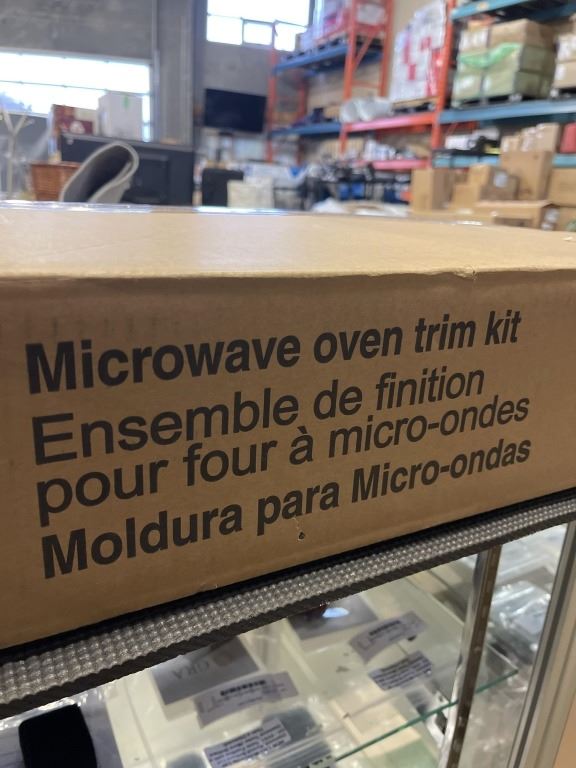 Microwave oven trim kit
Ensemble de finition
pour four à micro-ondes
Moldura para Micro-ondas